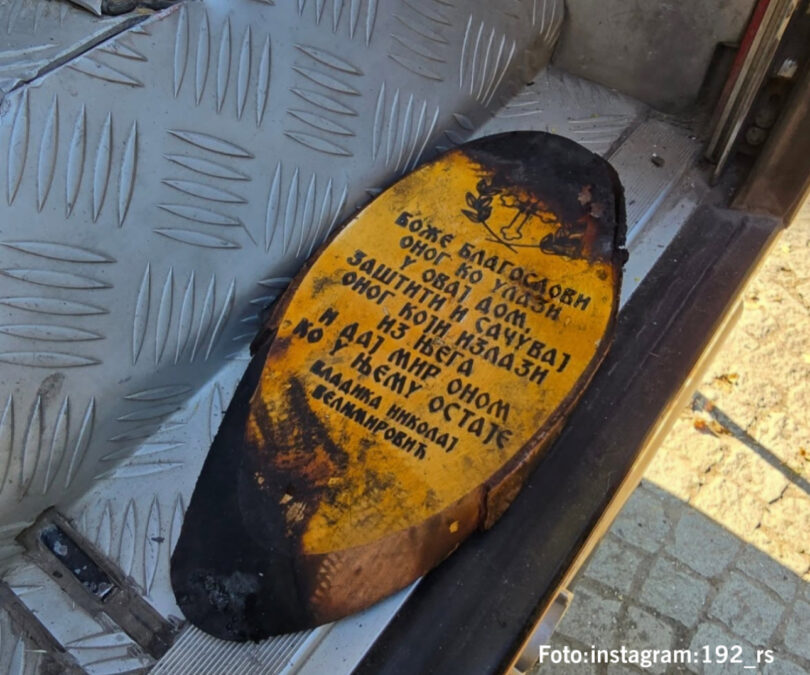 БОЖЕ БЛАГОСЛОВИ
ОНОГ КО УЛАЗИ
У ОВАЈ ДОМ,
ЗАШТИТИ И САЧУВАЈ
ОНОГ КОЈИ ИЗЛАЗИ
ИЗ ЊЕГА
И ДАЈ МИР ОНОМ
КО У ЊЕМУ ОСТАЈЕ
ВЛАДИКА НИКОЛАЈ
ВЕЛИМИРОВИЋ
Foto:instagram:192_rs